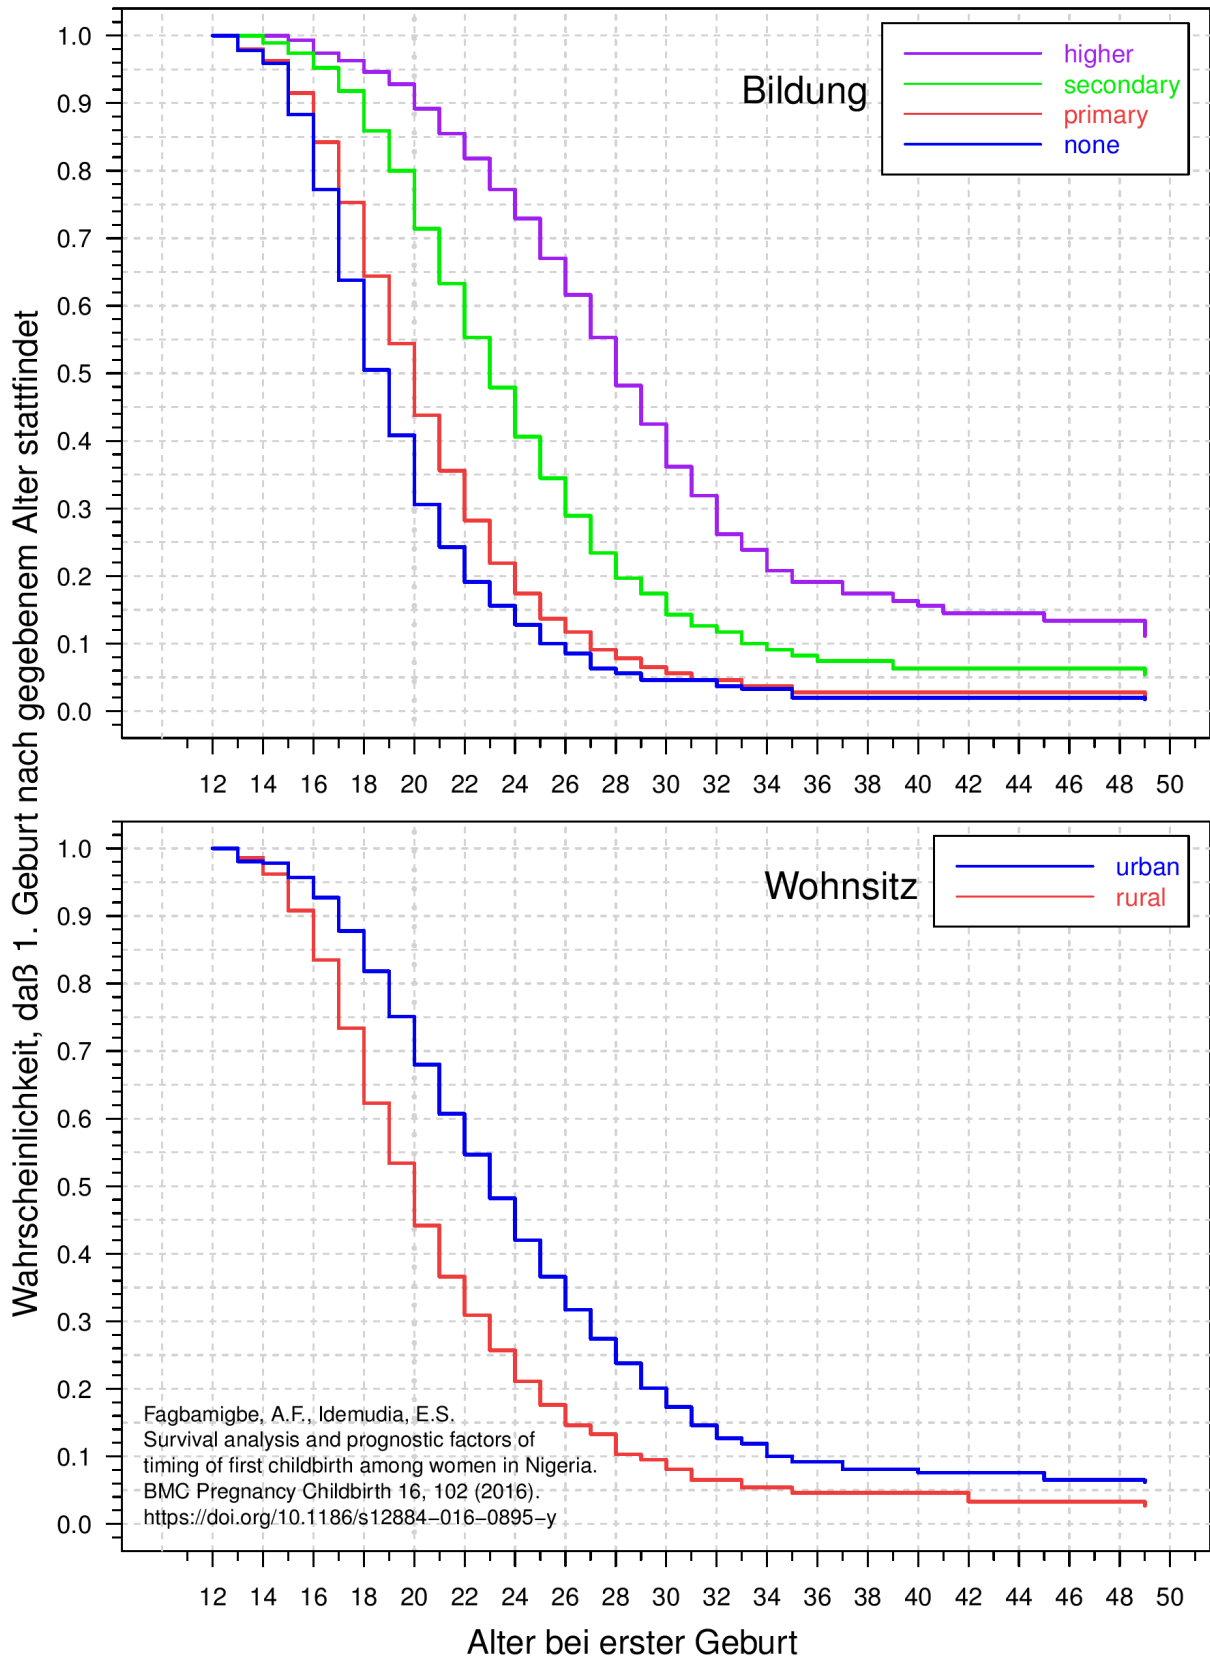 Wahrscheinlichkeit, daß 1. Geburt nach gegebenem Alter stattfindet
Bildung
higher
secondary
primary
none
1.0
0.9
0.8
0.7
0.6
0.5
0.4
0.3
0.2
0.1
0.0
12 14 16 18 20 22 24 26 28 30 32 34 36 38 40 42 44 46 48 50
Wohnsitz
urban
rural
1.0
0.9
0.8
0.7
0.6
0.5
0.4
0.3
0.2
0.1
0.0
Fagbamigbe, A.F., Idemudia, E.S.
Survival analysis and prognostic factors of
timing of first childbirth among women in Nigeria.
BMC Pregnancy Childbirth 16, 102 (2016).
https://doi.org/10.1186/s12884−016−0895−y
12 14 16 18 20 22 24 26 28 30 32 34 36 38 40 42 44 46 48 50
Alter bei erster Geburt